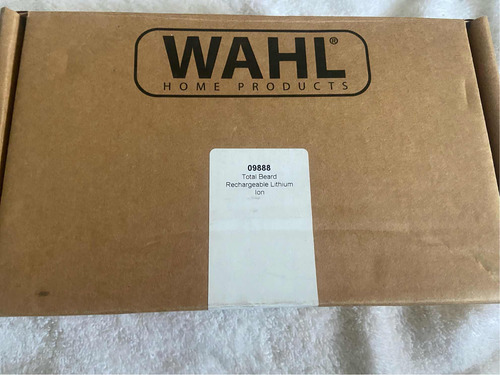 WAHL®
HOME PRODUCTS
09888
Total Beard
Rechargeable Lithium
Ion